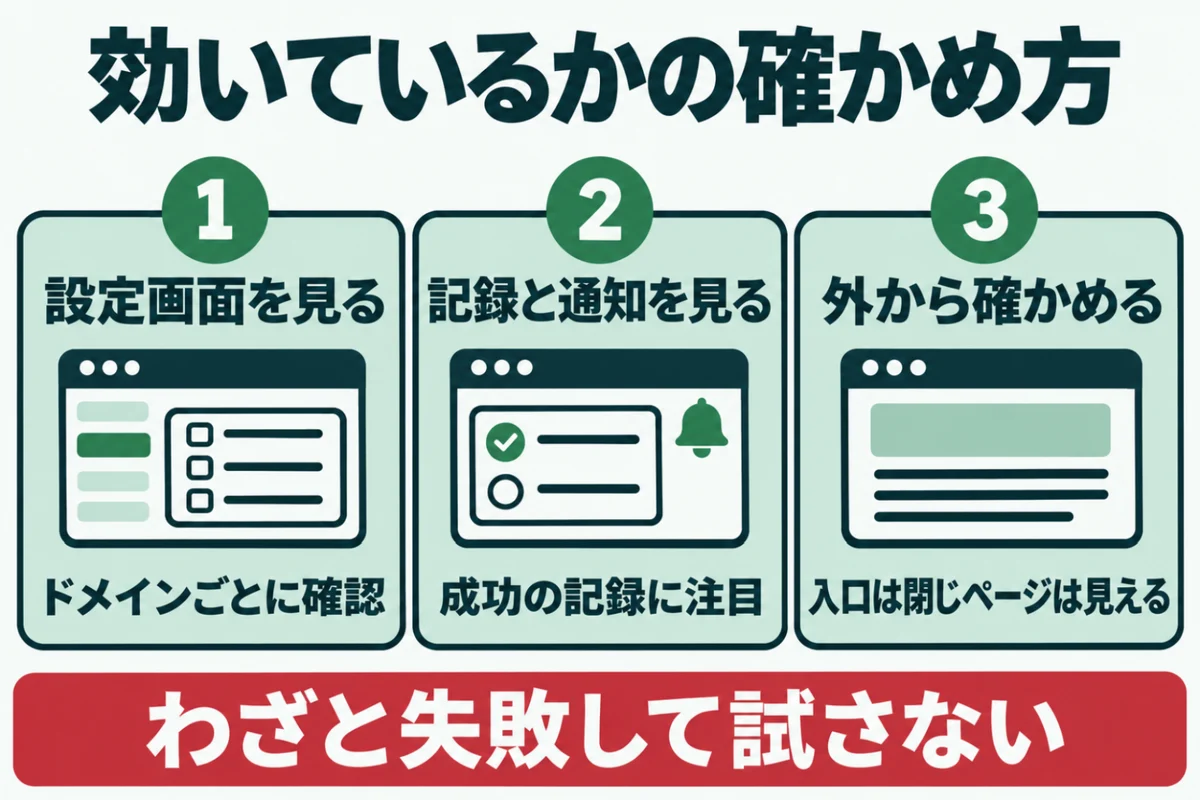 効いているかの確かめ方
1
設定画面を見る
ドメインごとに確認
2
記録と通知を見る
成功の記録に注目
3
外から確かめる
入口は閉じページは見える
わざと失敗して試さない